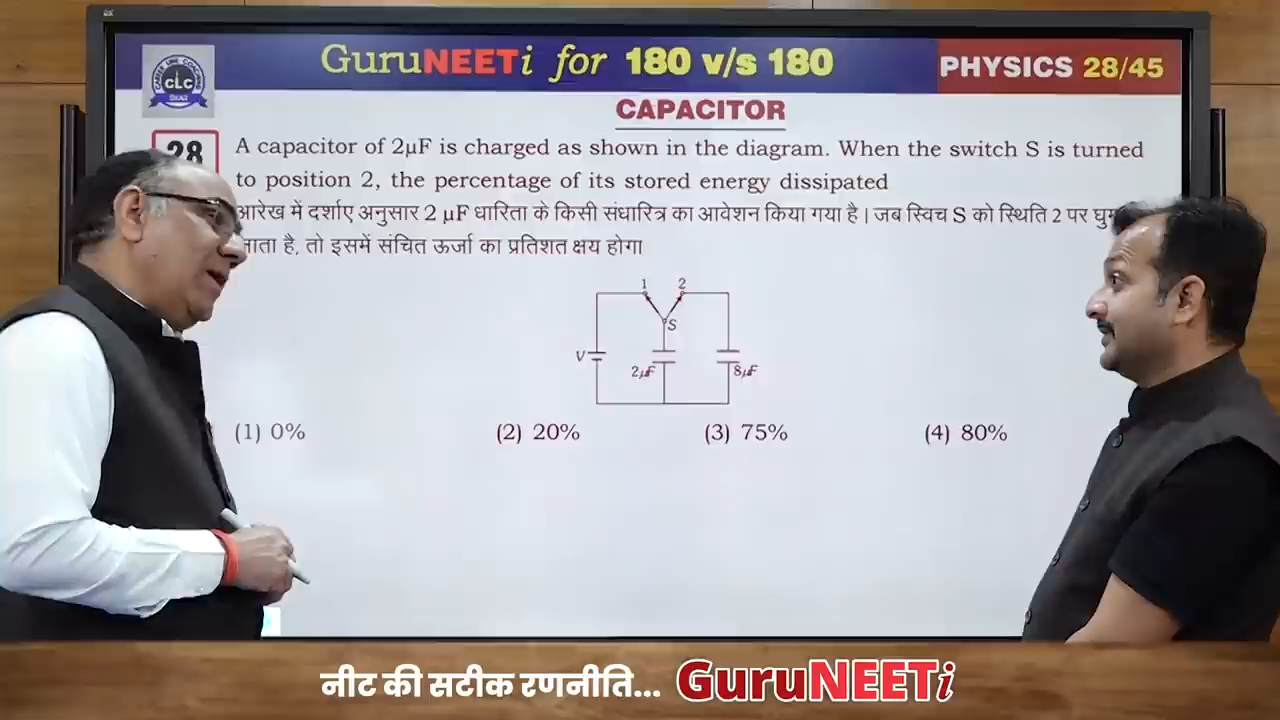 GuruNEETi for 180 v/s 180
PHYSICS 28/45
CLC
CAPACITOR
28
A capacitor of 2μF is charged as shown in the diagram. When the switch S is turned
to position 2, the percentage of its stored energy dissipated
आरेख में दर्शाए अनुसार 2 μF धारिता के किसी संधारित्र का आवेशन किया गया है। जब स्विच S को स्थिति 2 पर
है, तो इसमें संचित ऊर्जा का प्रतिशत क्षय होगा
1 2
S
V
2μF
8μF
(1) 0% (2) 20% (3) 75% (4) 80%
नीट की सटीक रणनीति... GuruNEETi